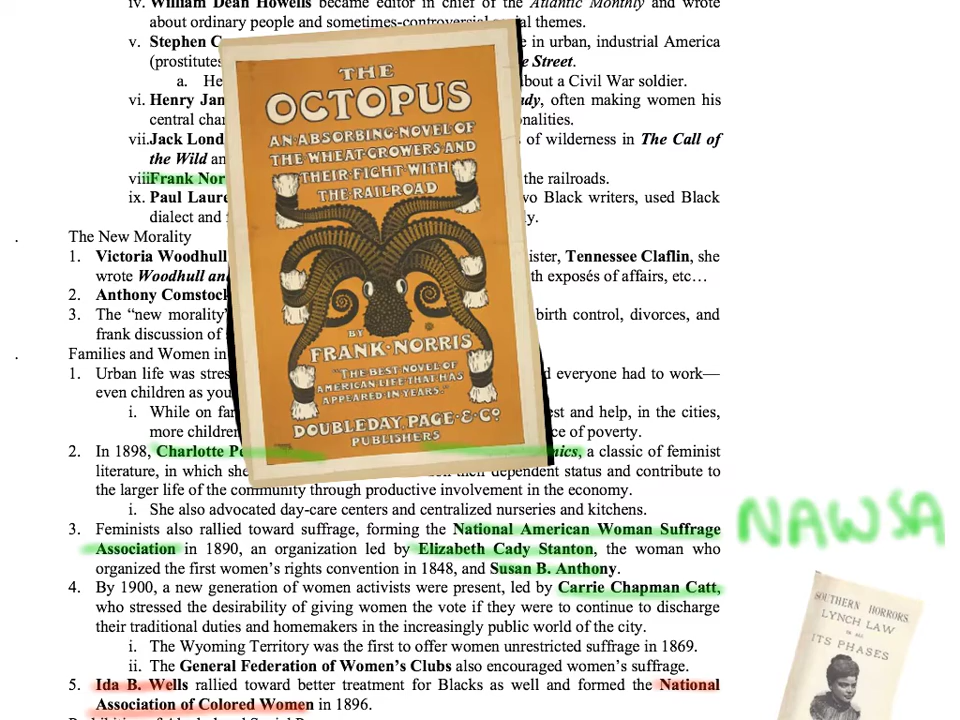 iv. William Dean Howells became editor in chief of the Atlantic Monthly and wrote
about ordinary people and sometimes-controversial social themes.
v. Stephen C e in urban, industrial America
(prostitutes e Street.
a. He bout a Civil War soldier.
vi. Henry Jam dy, often making women his
central char nalities.
vii.Jack Lond of wilderness in The Call of
the Wild an
viiiFrank Nor the railroads.
ix. Paul Laure vo Black writers, used Black
dialect and f y.
. The New Morality
1. Victoria Woodhull ister, Tennessee Claflin, she
wrote Woodhull and th exposés of affairs, etc…
2. Anthony Comstock
3. The “new morality” birth control, divorces, and
frank discussion of
. Families and Women in
1. Urban life was stres d everyone had to work—
even children as you
i. While on far est and help, in the cities,
more children ce of poverty.
2. In 1898, Charlotte Pe mics, a classic of feminist
literature, in which she their dependent status and contribute to
the larger life of the community through productive involvement in the economy.
i. She also advocated day-care centers and centralized nurseries and kitchens.
3. Feminists also rallied toward suffrage, forming the National American Woman Suffrage
Association in 1890, an organization led by Elizabeth Cady Stanton, the woman who
organized the first women’s rights convention in 1848, and Susan B. Anthony.
4. By 1900, a new generation of women activists were present, led by Carrie Chapman Catt,
who stressed the desirability of giving women the vote if they were to continue to discharge
their traditional duties and homemakers in the increasingly public world of the city.
i. The Wyoming Territory was the first to offer women unrestricted suffrage in 1869.
ii. The General Federation of Women’s Clubs also encouraged women’s suffrage.
5. Ida B. Wells rallied toward better treatment for Blacks as well and formed the National
Association of Colored Women in 1896.
THE
OCTOPUS
AN·ABSORBING·NOVEL OF
THE WHEAT·GROWERS AND
THEIR·FIGHT WITH
THE RAILROAD
BY
FRANK·NORRIS
"THE·BEST·NOVEL OF
AMERICAN·LIFE·THAT·HAS
APPEARED IN YEARS."
DOUBLEDAY, PAGE·&·CO
PUBLISHERS
NAWSA
SOUTHERN HORRORS.
LYNCH LAW
ITS PHASES